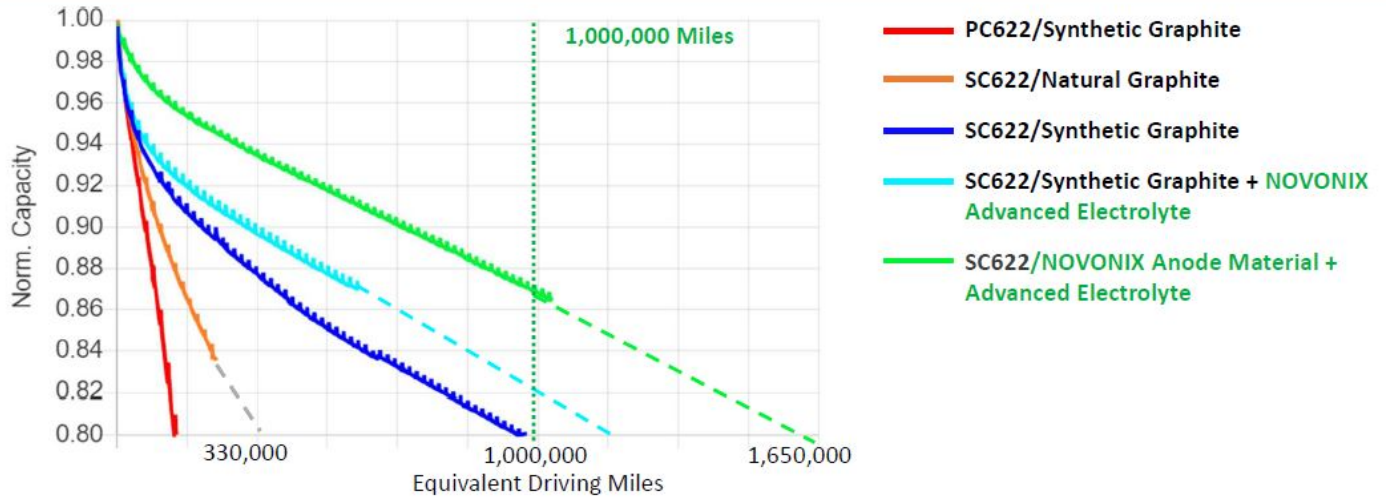 1.00
0.98
0.96
0.94
0.92
0.90
0.88
0.86
0.84
0.82
0.80
Norm. Capacity
1,000,000 Miles
330,000
1,000,000
1,650,000
Equivalent Driving Miles
PC622/Synthetic Graphite
SC622/Natural Graphite
SC622/Synthetic Graphite
SC622/Synthetic Graphite + NOVONIX
Advanced Electrolyte
SC622/NOVONIX Anode Material +
Advanced Electrolyte